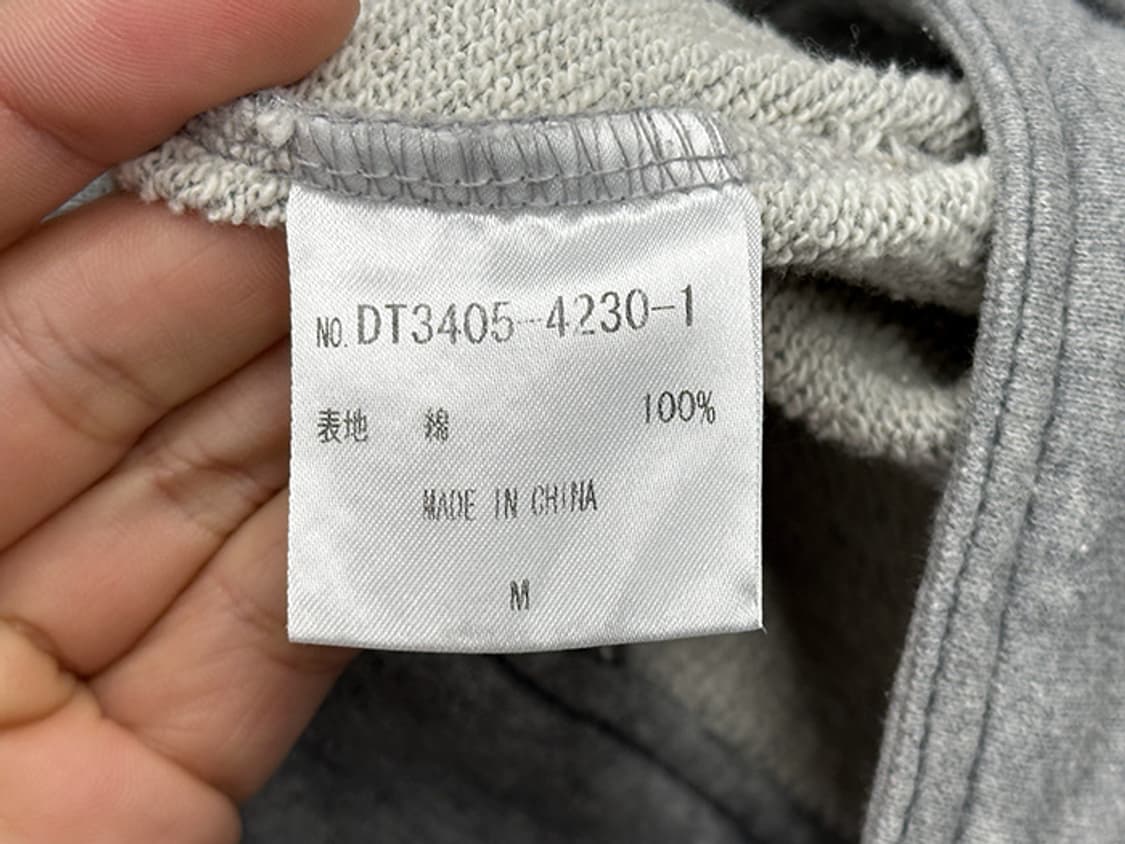 NO. DT3405-4230-1
表地 綿 100%
MADE IN CHINA
M